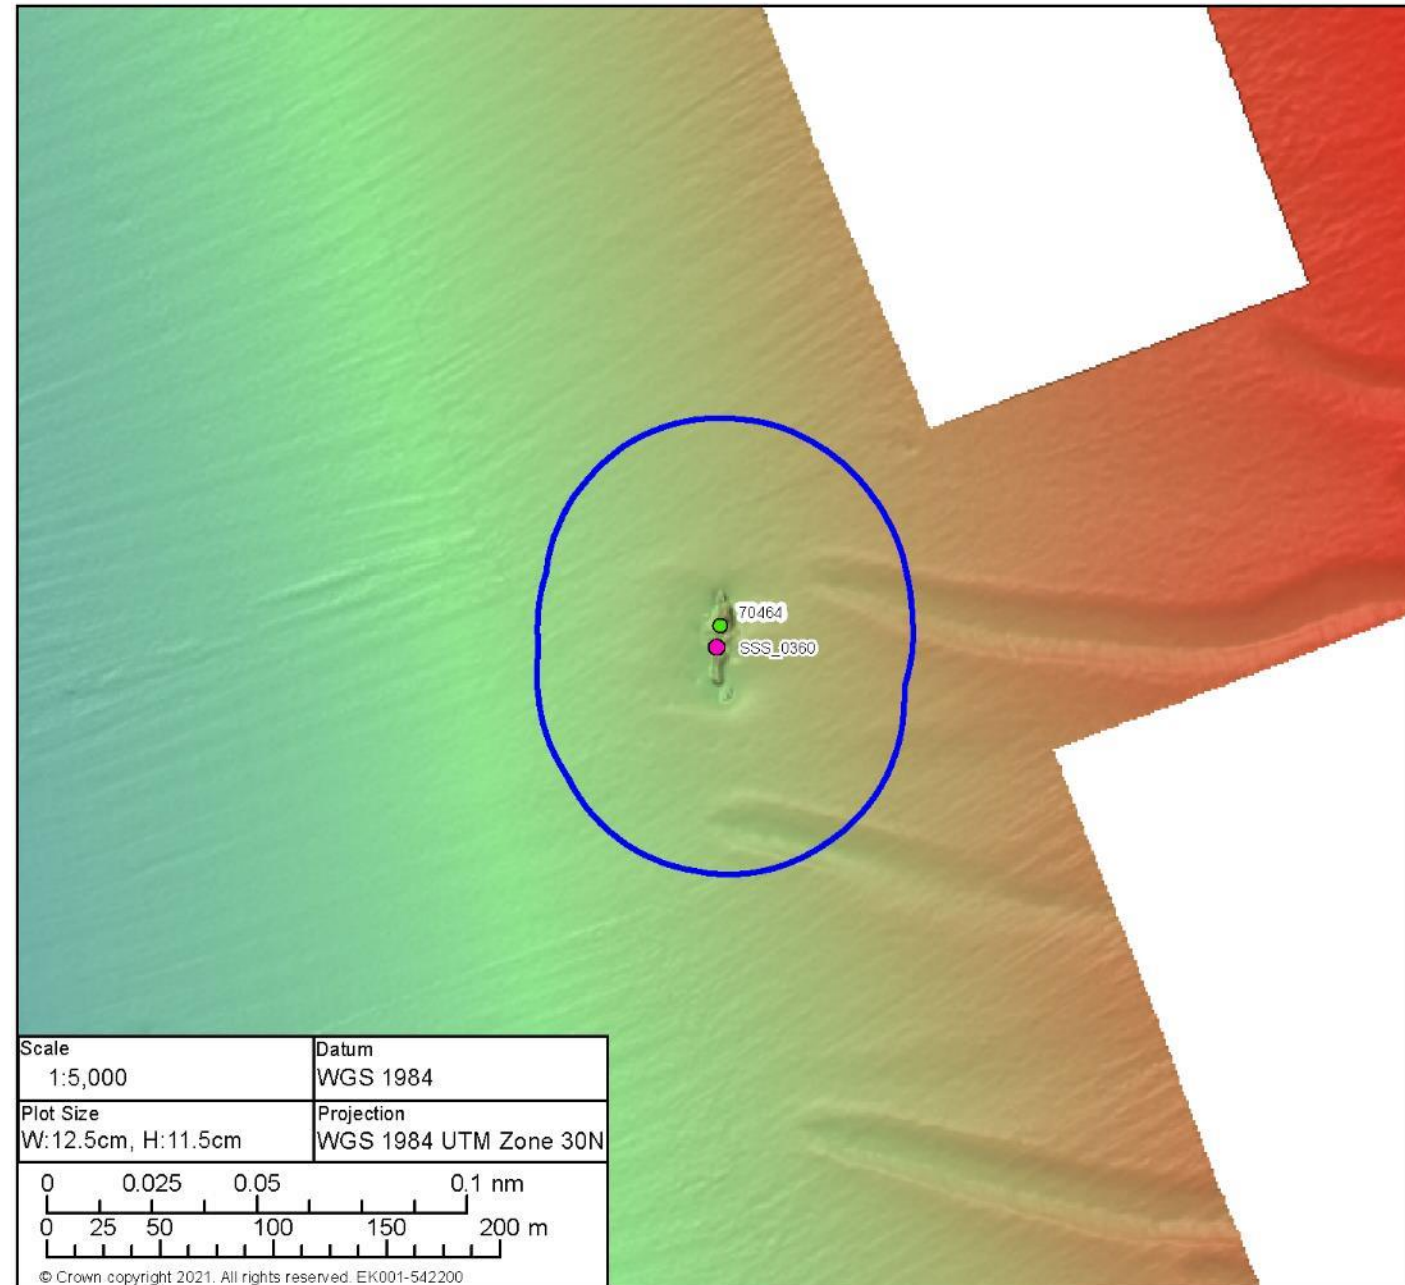 70464
SSS_0360
Scale
1:5,000
Datum
WGS 1984
Plot Size
W:12.5cm, H:11.5cm
Projection
WGS 1984 UTM Zone 30N
0 0.025 0.05 0.1 nm
0 25 50 100 150 200 m
© Crown copyright 2021. All rights reserved. EK001-542200